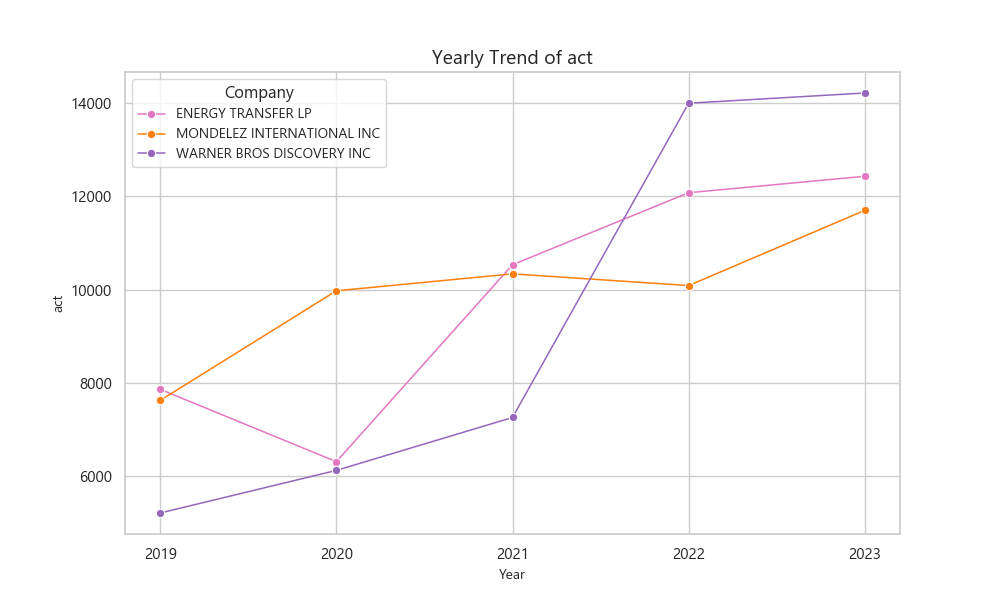 Yearly Trend of act
Company
ENERGY TRANSFER LP
MONDELEZ INTERNATIONAL INC
WARNER BROS DISCOVERY INC
14000
12000
10000
8000
6000
act
2019 2020 2021 2022 2023
Year